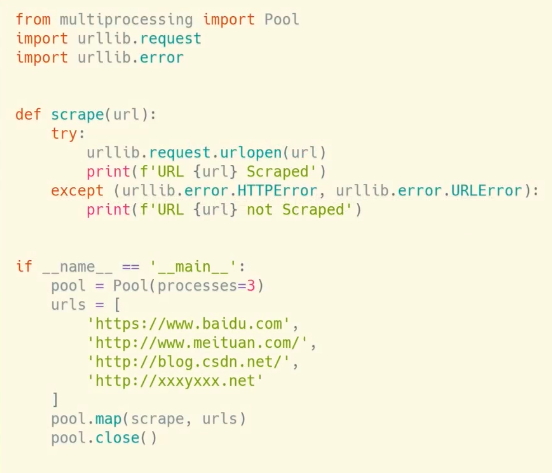 from multiprocessing import Pool
import urllib.request
import urllib.error
def scrape(url):
    try:
        urllib.request.urlopen(url)
        print(f'URL {url} Scraped')
    except (urllib.error.HTTPError, urllib.error.URLError):
        print(f'URL {url} not Scraped')
if __name__ == '__main__':
    pool = Pool(processes=3)
    urls = [
        'https://www.baidu.com',
        'http://www.meituan.com/',
        'http://blog.csdn.net/',
        'http://xxxyxxx.net'
    ]
    pool.map(scrape, urls)
    pool.close()